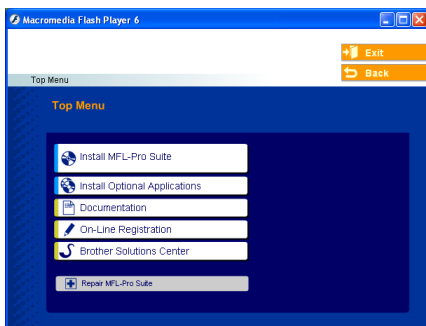 Macromedia Flash Player 6
Exit
Back
Top Menu
Top Menu
Install MFL-Pro Suite
Install Optional Applications
Documentation
On-Line Registration
Brother Solutions Center
Repair MFL-Pro Suite